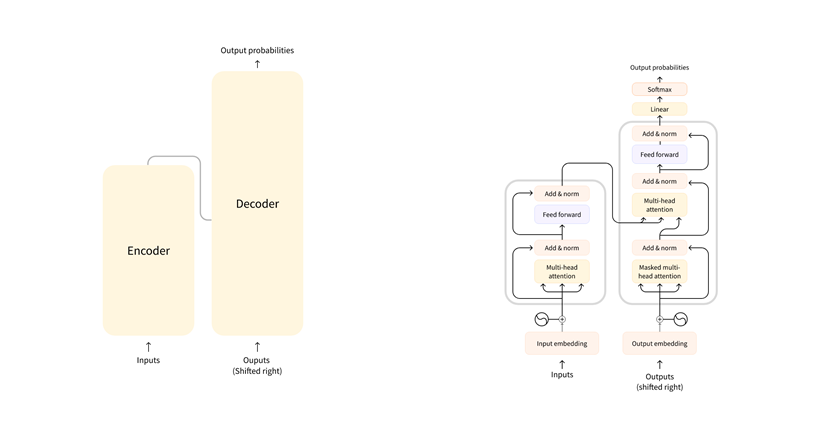 Output probabilities
Decoder
Encoder
Inputs
Ouputs
(Shifted right)
Output probabilities
Softmax
Linear
Add & norm
Feed forward
Add & norm
Multi-head
attention
Add & norm
Masked multi-
head attention
Add & norm
Feed forward
Add & norm
Multi-head
attention
Input embedding
Output embedding
Inputs
Outputs
(shifted right)